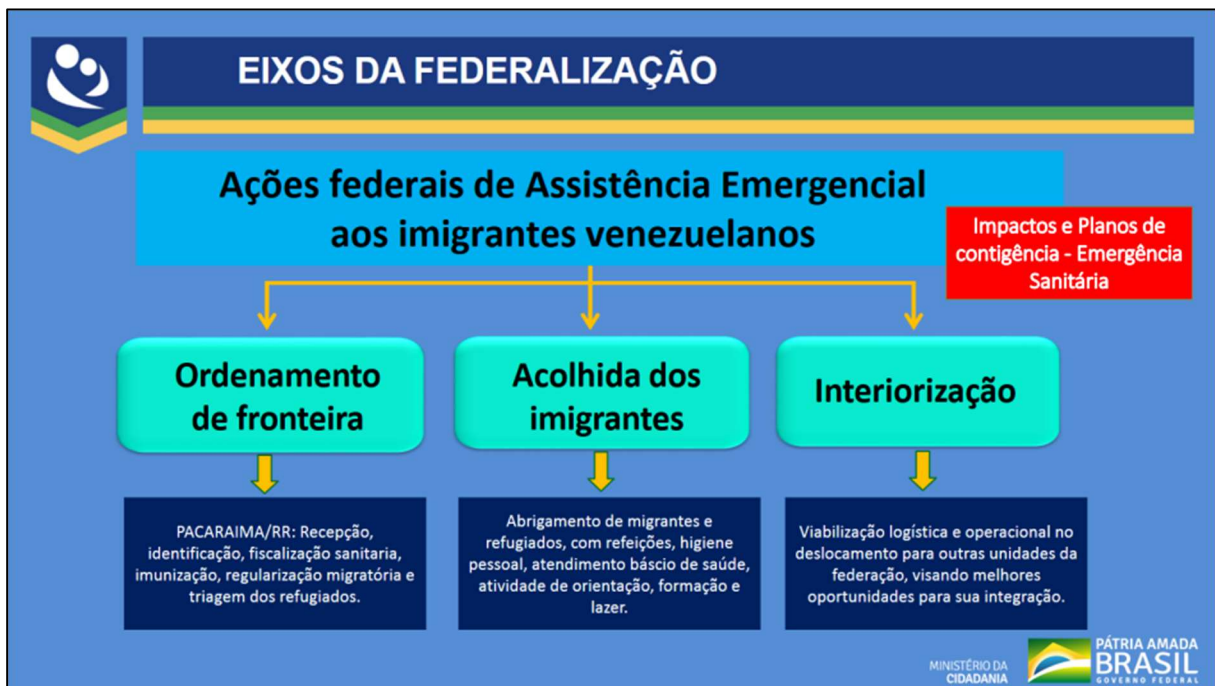 EIXOS DA FEDERALIZAÇÃO
Ações federais de Assistência Emergencial
aos imigrantes venezuelanos
Impactos e Planos de
contigência - Emergência
Sanitária
Ordenamento
de fronteira
Acolhida dos
imigrantes
Interiorização
PACARAIMA/RR: Recepção,
identificação, fiscalização sanitaria,
imunização, regularização migratória e
triagem dos refugiados.
Abrigamento de migrantes e
refugiados, com refeições, higiene
pessoal, atendimento báscio de saúde,
atividade de orientação, formação e
lazer.
Viabilização logística e operacional no
deslocamento para outras unidades da
federação, visando melhores
oportunidades para sua integração.
MINISTÉRIO DA
CIDADANIA
PÁTRIA AMADA
BRASIL
GOVERNO FEDERAL